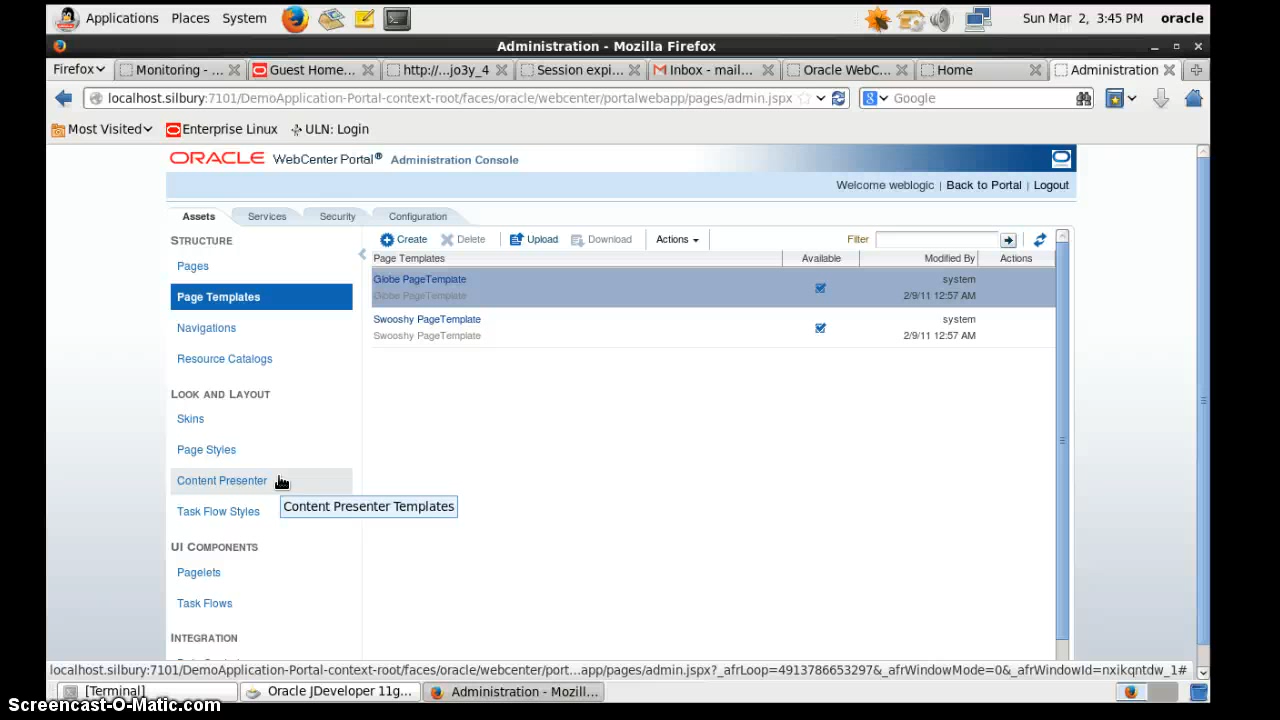 Applications Places System Sun Mar 2, 3:45 PM oracle
Administration - Mozilla Firefox
Firefox Monitoring - ... Guest Home... http://...jo3y_4 Session expi... Inbox - mail... Oracle WebC... Home Administration
localhost.silbury:7101/DemoApplication-Portal-context-root/faces/oracle/webcenter/portalwebapp/pages/admin.jspx Google
Most Visited Enterprise Linux ULN: Login
ORACLE WebCenter Portal® Administration Console
Welcome weblogic | Back to Portal | Logout
Assets Services Security Configuration
STRUCTURE
Create Delete Upload Download Actions Filter
Page Templates Available Modified By Actions
Pages
Globe PageTemplate system
Globe PageTemplate 2/9/11 12:57 AM
Page Templates
Swooshy PageTemplate system
Swooshy PageTemplate 2/9/11 12:57 AM
Navigations
Resource Catalogs
LOOK AND LAYOUT
Skins
Page Styles
Content Presenter
Content Presenter Templates
Task Flow Styles
UI COMPONENTS
Pagelets
Task Flows
INTEGRATION
localhost.silbury:7101/DemoApplication-Portal-context-root/faces/oracle/webcenter/port...app/pages/admin.jspx?_afrLoop=4913786653297&_afrWindowMode=0&_afrWindowId=nxikqntdw_1#
[Terminal] Oracle JDeveloper 11g... Administration - Mozill...
Screencast-O-Matic.com